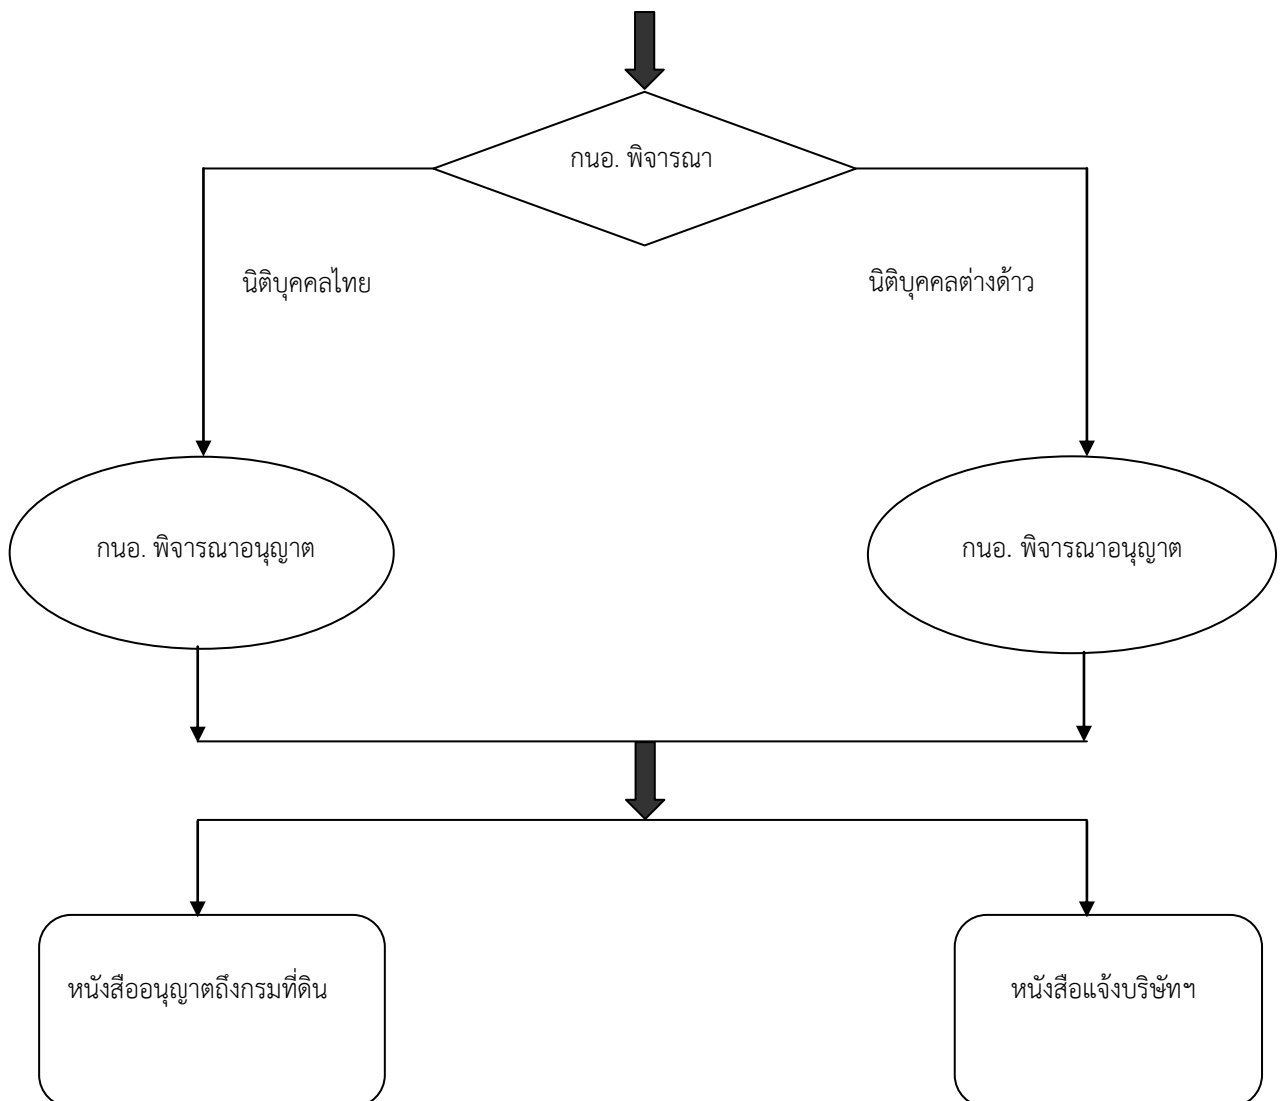 กนอ. พิจารณา
นิติบุคคลไทย
นิติบุคคลต่างด้าว
กนอ. พิจารณาอนุญาต
กนอ. พิจารณาอนุญาต
หนังสืออนุญาตถึงกรมที่ดิน
หนังสือแจ้งบริษัทฯ